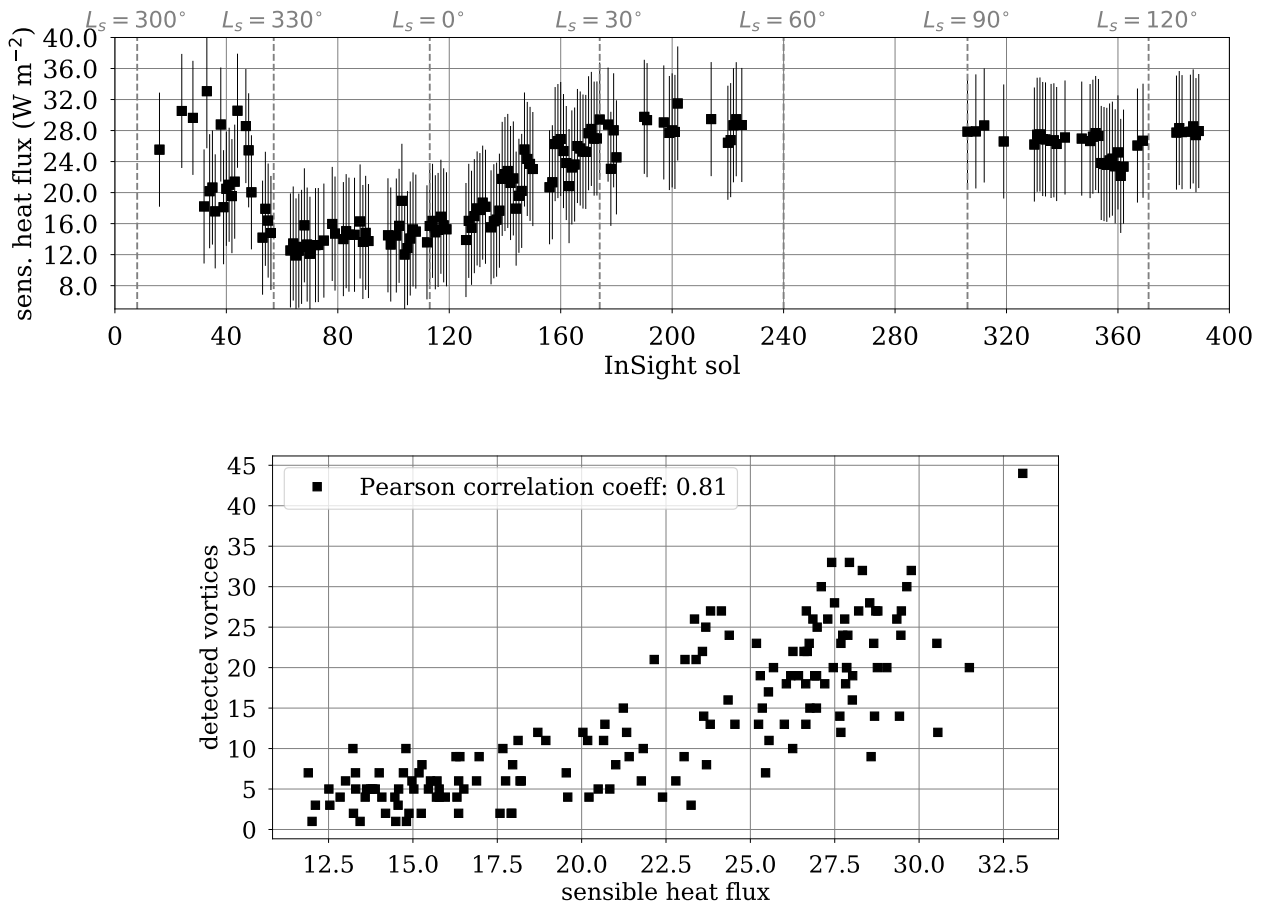 L_s = 300° L_s = 330° L_s = 0° L_s = 30° L_s = 60° L_s = 90° L_s = 120°
sens. heat flux (W m⁻²)
40.0
36.0
32.0
28.0
24.0
20.0
16.0
12.0
8.0
0 40 80 120 160 200 240 280 320 360 400
InSight sol
Pearson correlation coeff: 0.81
detected vortices
45
40
35
30
25
20
15
10
5
0
12.5 15.0 17.5 20.0 22.5 25.0 27.5 30.0 32.5
sensible heat flux